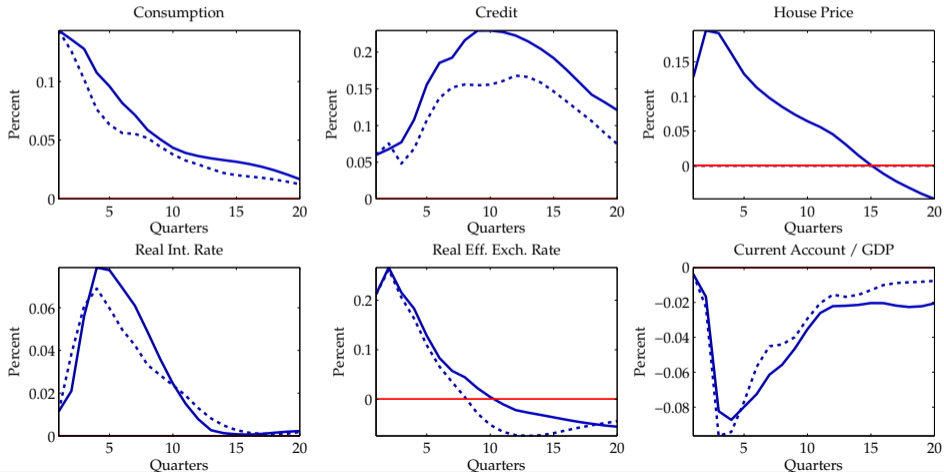 Consumption
Percent
0.1
0.05
0
5
10
15
20
Quarters
Credit
Percent
0.2
0.15
0.1
0.05
0
5
10
15
20
Quarters
House Price
Percent
0.15
0.1
0.05
0
5
10
15
20
Quarters
Real Int. Rate
Percent
0.06
0.04
0.02
0
5
10
15
20
Quarters
Real Eff. Exch. Rate
Percent
0.2
0.1
0
5
10
15
20
Quarters
Current Account / GDP
Percent
0
−0.02
−0.04
−0.06
−0.08
5
10
15
20
Quarters